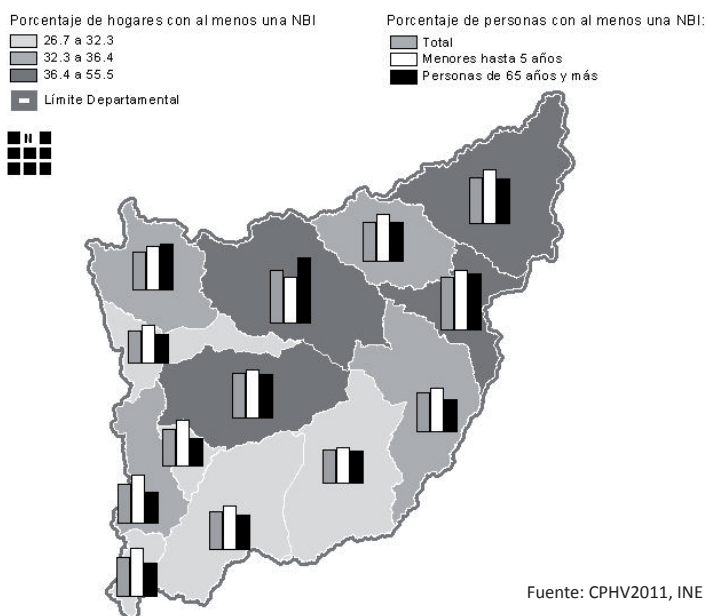 Porcentaje de hogares con al menos una NBI
26.7 a 32.3
32.3 a 36.4
36.4 a 55.5
Límite Departamental
N
Porcentaje de personas con al menos una NBI:
Total
Menores hasta 5 años
Personas de 65 años y más
Fuente: CPHV2011, INE